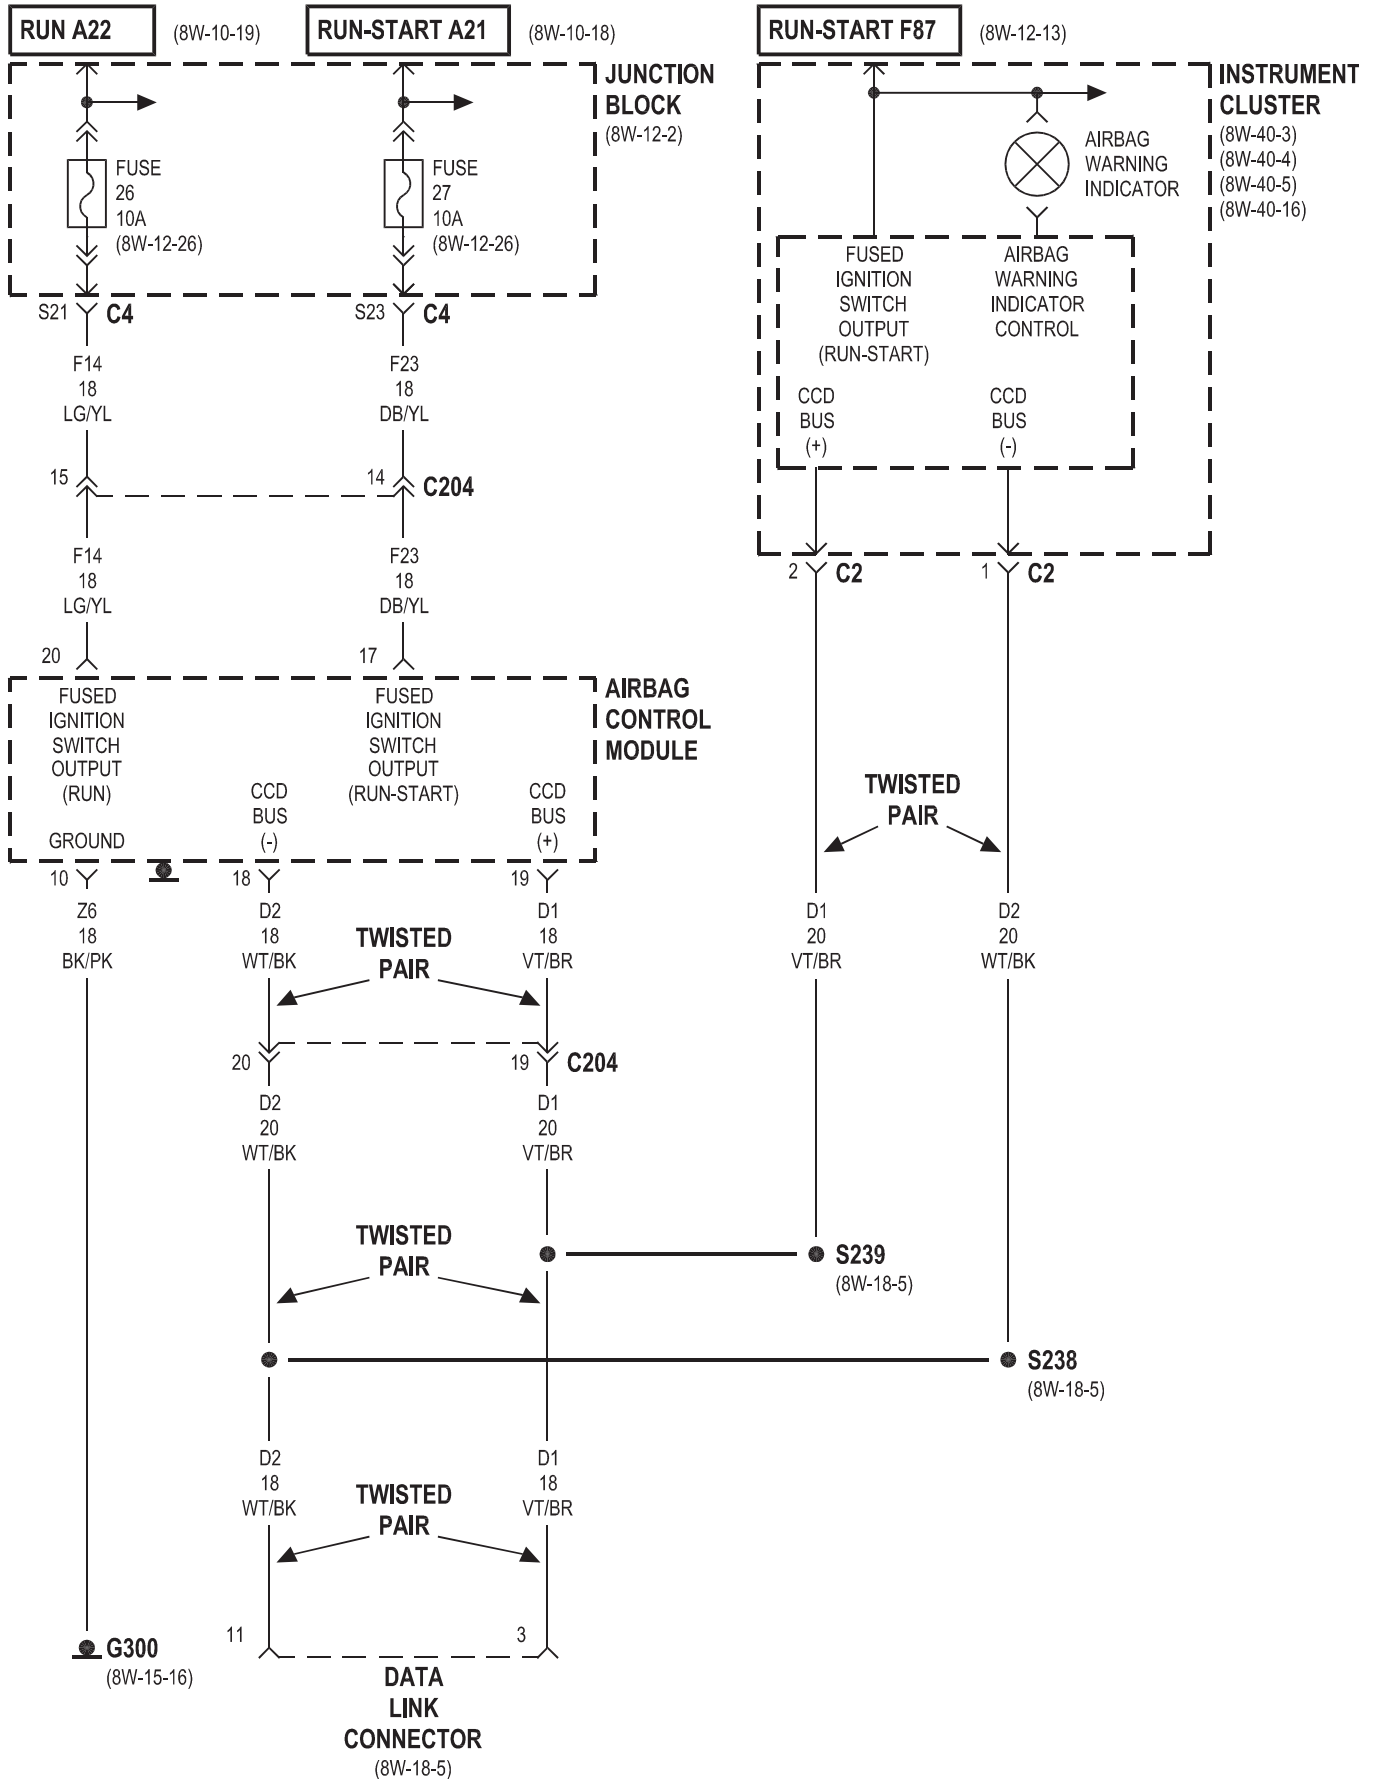 RUN A22
(8W-10-19)
RUN-START A21
(8W-10-18)
RUN-START F87
(8W-12-13)
JUNCTION
BLOCK
(8W-12-2)
FUSE
26
10A
(8W-12-26)
FUSE
27
10A
(8W-12-26)
INSTRUMENT
CLUSTER
(8W-40-3)
(8W-40-4)
(8W-40-5)
(8W-40-16)
AIRBAG
WARNING
INDICATOR
FUSED
IGNITION
SWITCH
OUTPUT
(RUN-START)
AIRBAG
WARNING
INDICATOR
CONTROL
CCD
BUS
(+)
CCD
BUS
(-)
S21
C4
S23
C4
F14
18
LG/YL
F23
18
DB/YL
15
14
C204
F14
18
LG/YL
F23
18
DB/YL
20
17
2
C2
1
C2
AIRBAG
CONTROL
MODULE
FUSED
IGNITION
SWITCH
OUTPUT
(RUN)
FUSED
IGNITION
SWITCH
OUTPUT
(RUN-START)
GROUND
CCD
BUS
(-)
CCD
BUS
(+)
TWISTED
PAIR
10
18
19
Z6
18
BK/PK
D2
18
WT/BK
TWISTED
PAIR
D1
18
VT/BR
D1
20
VT/BR
D2
20
WT/BK
20
19
C204
D2
20
WT/BK
D1
20
VT/BR
TWISTED
PAIR
S239
(8W-18-5)
S238
(8W-18-5)
D2
18
WT/BK
D1
18
VT/BR
TWISTED
PAIR
G300
(8W-15-16)
11
3
DATA
LINK
CONNECTOR
(8W-18-5)